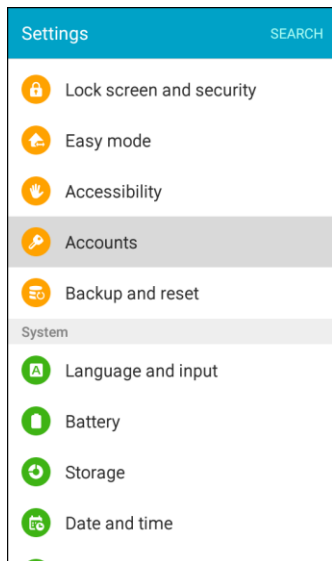 Settings SEARCH
Lock screen and security
Easy mode
Accessibility
Accounts
Backup and reset
System
A Language and input
Battery
Storage
Date and time